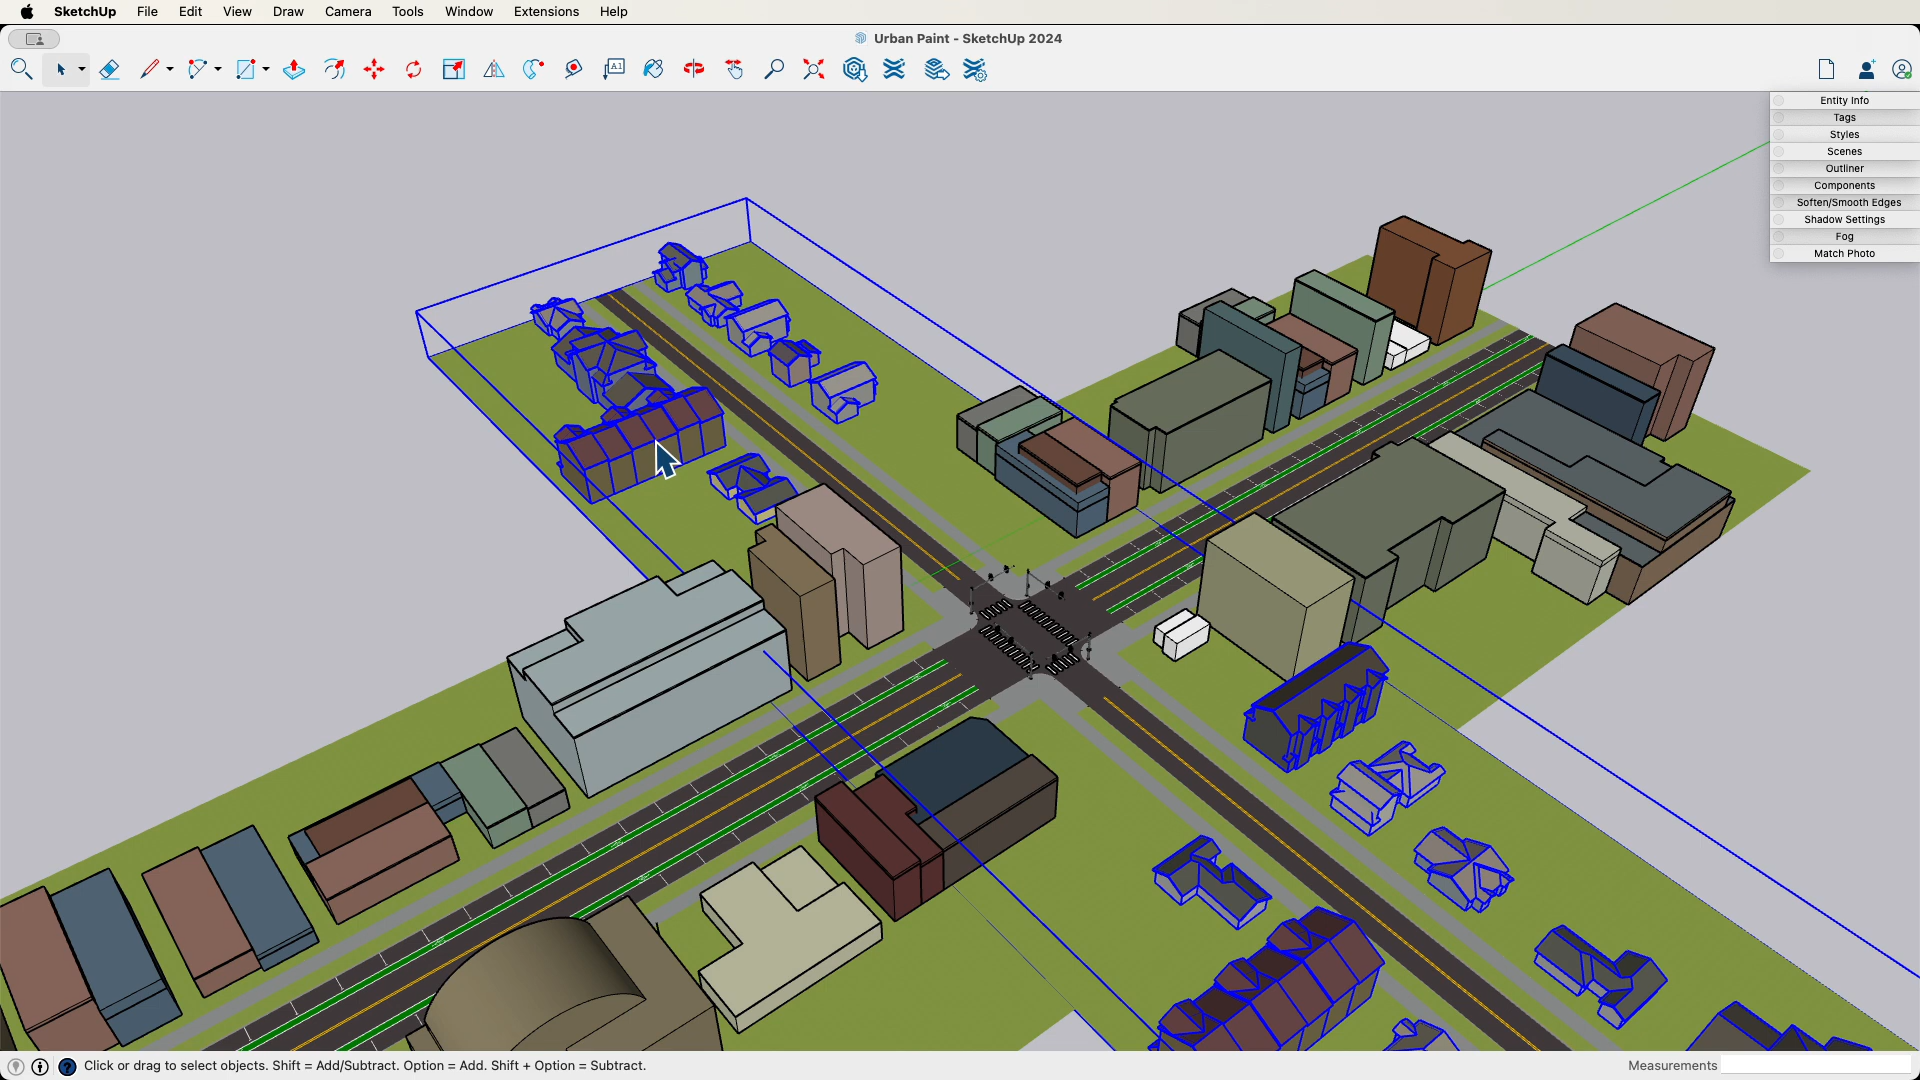 SketchUp File Edit View Draw Camera Tools Window Extensions Help
Urban Paint - SketchUp 2024
A1
Entity Info
Tags
Styles
Scenes
Outliner
Components
Soften/Smooth Edges
Shadow Settings
Fog
Match Photo
Click or drag to select objects. Shift = Add/Subtract. Option = Add. Shift + Option = Subtract.
Measurements